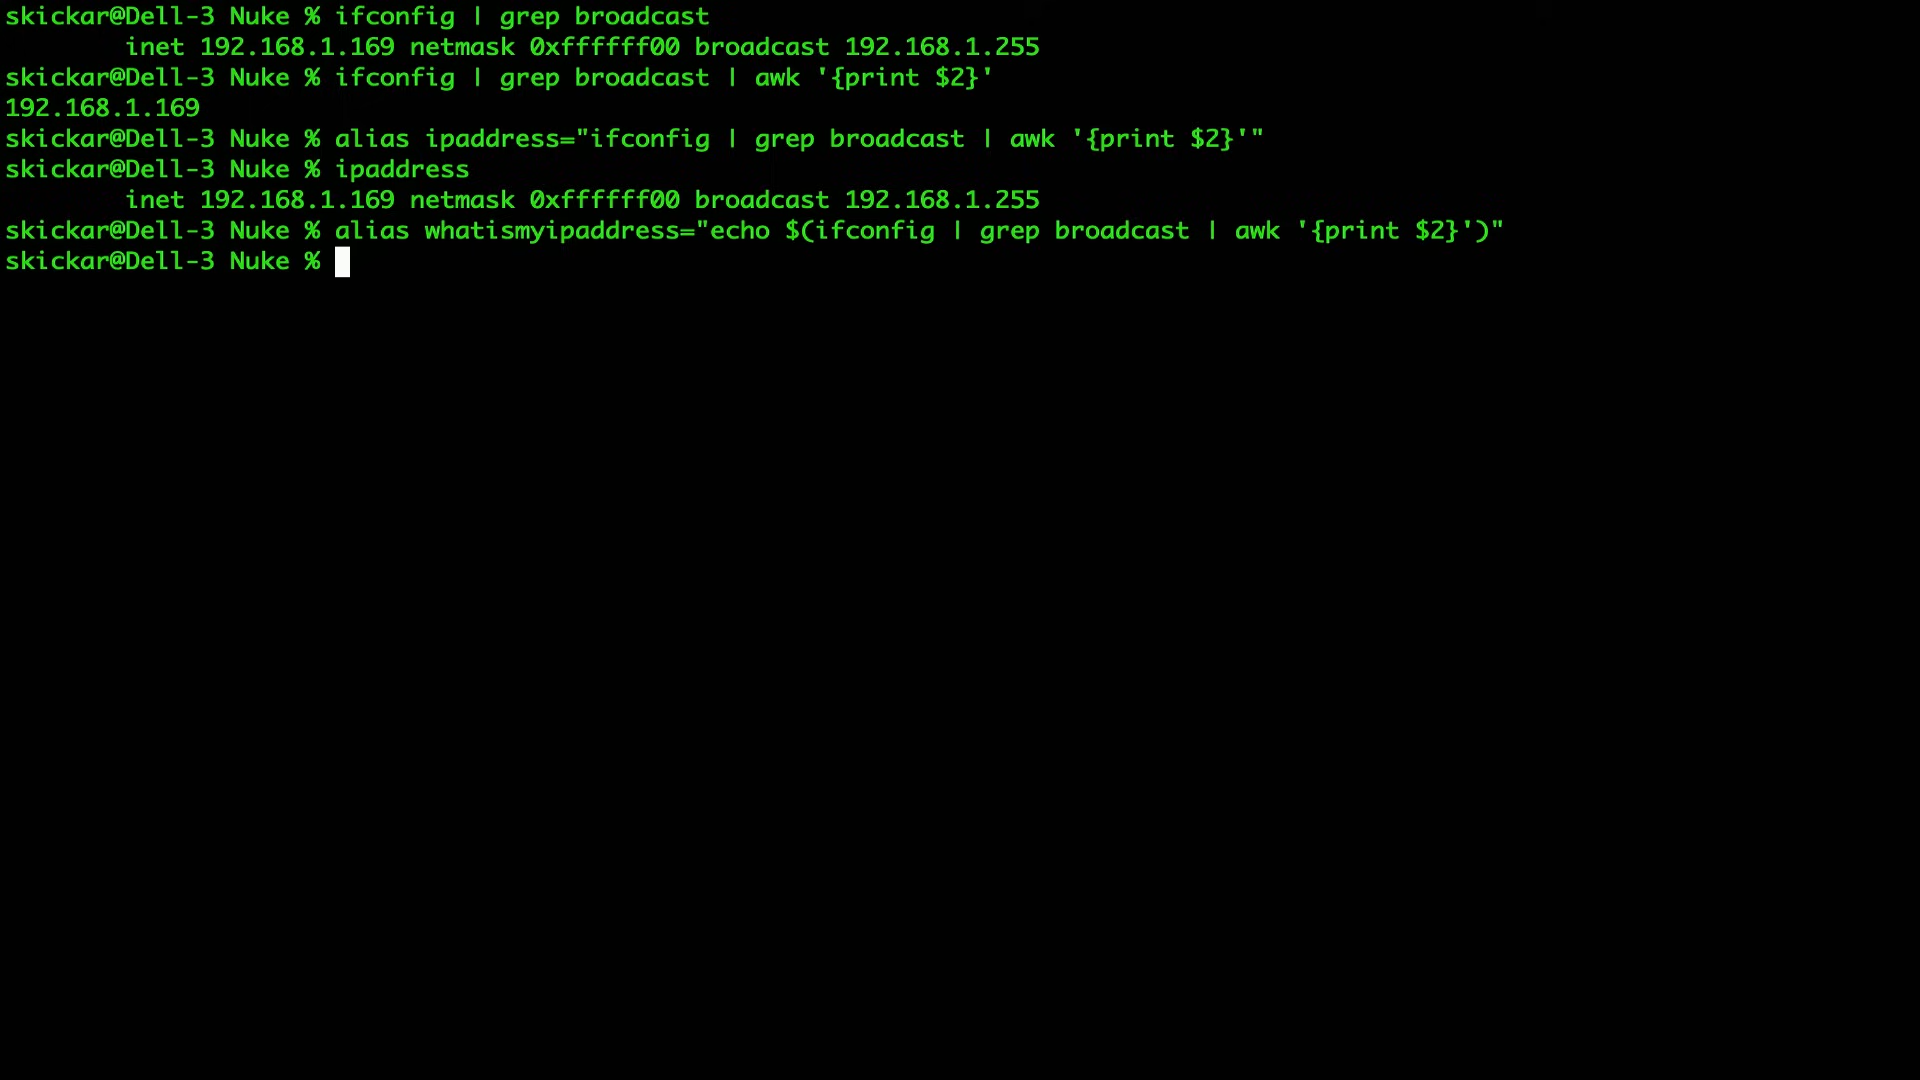 skickar@Dell-3 Nuke % ifconfig | grep broadcast
        inet 192.168.1.169 netmask 0xffffff00 broadcast 192.168.1.255
skickar@Dell-3 Nuke % ifconfig | grep broadcast | awk '{print $2}'
192.168.1.169
skickar@Dell-3 Nuke % alias ipaddress="ifconfig | grep broadcast | awk '{print $2}'"
skickar@Dell-3 Nuke % ipaddress
        inet 192.168.1.169 netmask 0xffffff00 broadcast 192.168.1.255
skickar@Dell-3 Nuke % alias whatismyipaddress="echo $(ifconfig | grep broadcast | awk '{print $2}')"
skickar@Dell-3 Nuke %